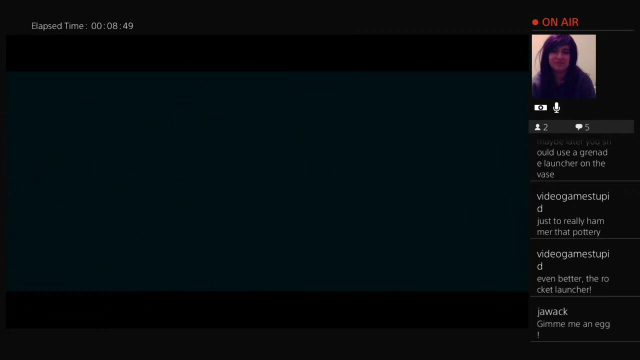 Elapsed Time : 00:08:49
ON AIR
2
5
maybe later you sh
ould use a grenad
e launcher on the
vase
videogamestupi
d
just to really ham
mer that pottery
videogamestupi
d
even better, the ro
cket launcher!
jawack
Gimme me an egg
!